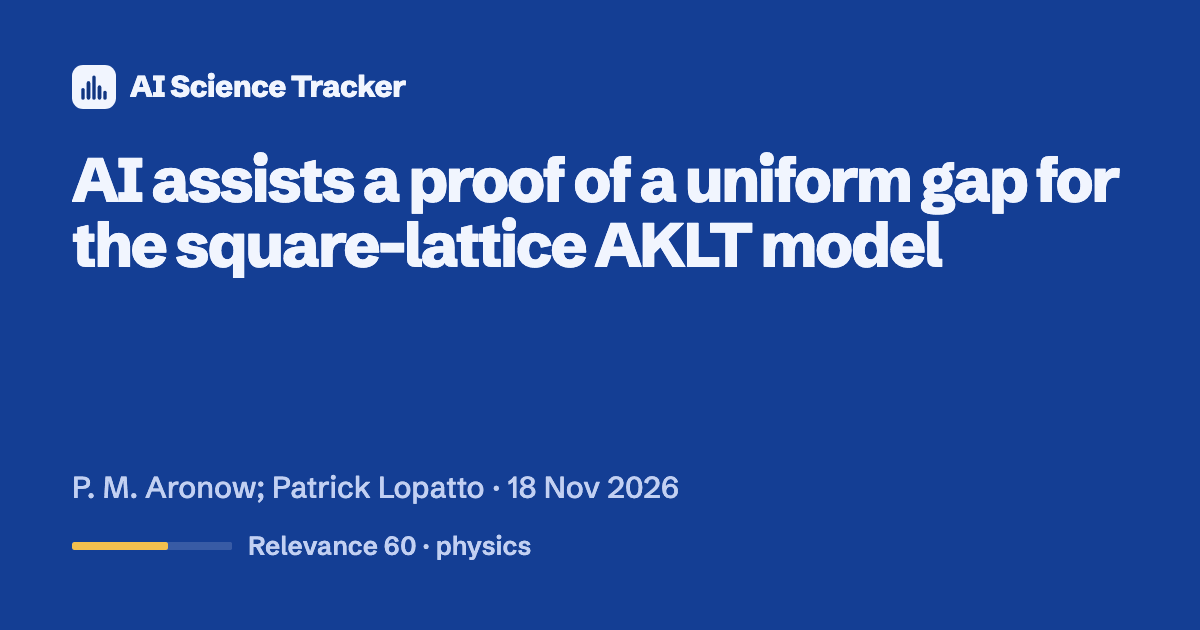 AI Science Tracker
AI assists a proof of a uniform gap for
the square-lattice AKLT model
P. M. Aronow; Patrick Lopatto · 18 Nov 2026
Relevance 60 · physics